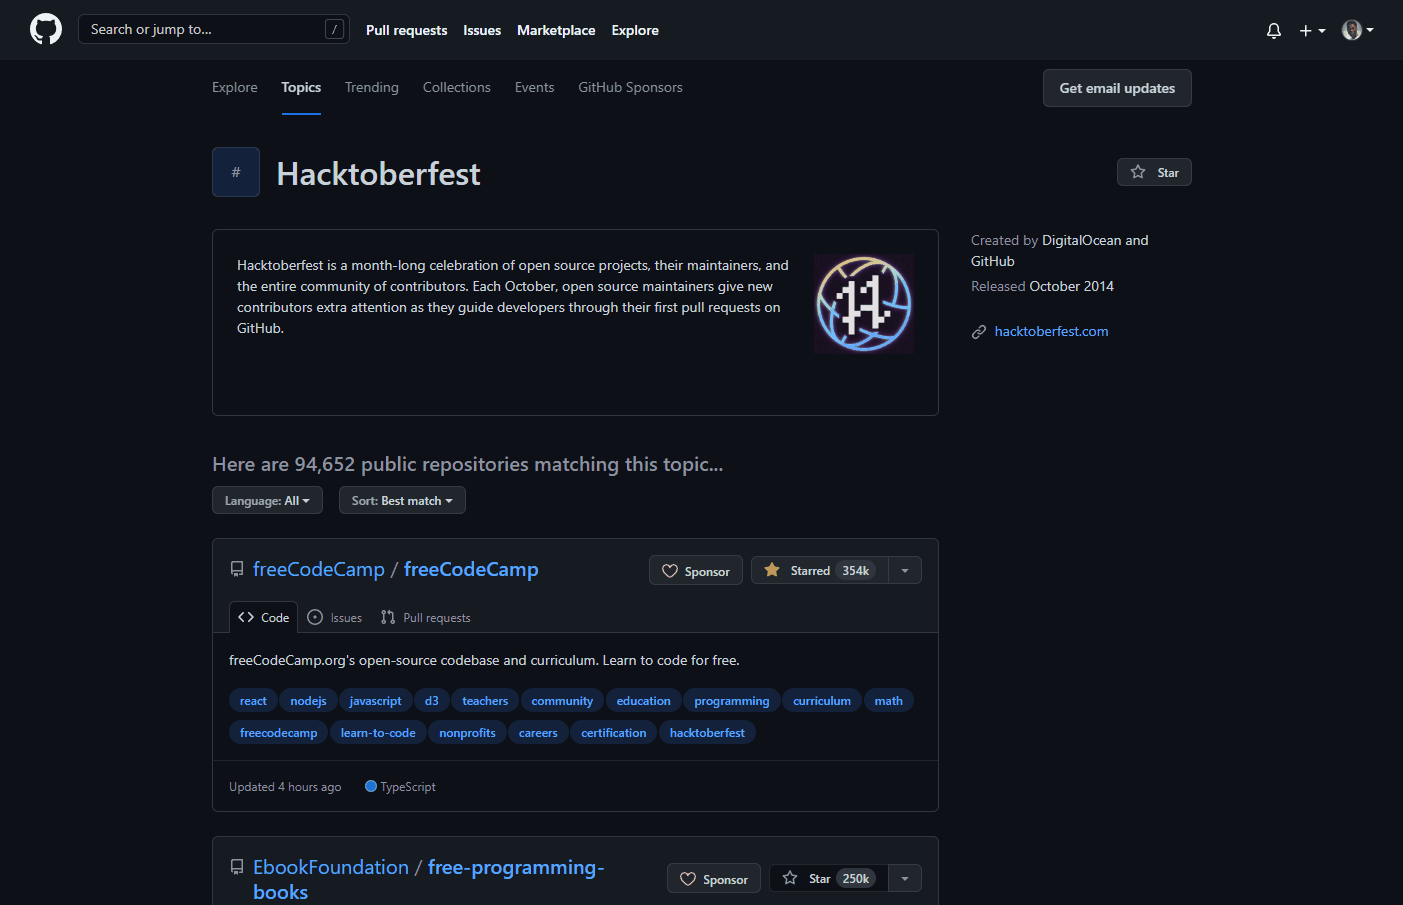 Search or jump to... /
Pull requests Issues Marketplace Explore
Explore Topics Trending Collections Events GitHub Sponsors
Get email updates
# Hacktoberfest
Star
Hacktoberfest is a month-long celebration of open source projects, their maintainers, and
the entire community of contributors. Each October, open source maintainers give new
contributors extra attention as they guide developers through their first pull requests on
GitHub.
Created by DigitalOcean and
GitHub
Released October 2014
hacktoberfest.com
Here are 94,652 public repositories matching this topic...
Language: All
Sort: Best match
freeCodeCamp / freeCodeCamp
Sponsor
Starred 354k
Code Issues Pull requests
freeCodeCamp.org's open-source codebase and curriculum. Learn to code for free.
react nodejs javascript d3 teachers community education programming curriculum math
freecodecamp learn-to-code nonprofits careers certification hacktoberfest
Updated 4 hours ago TypeScript
EbookFoundation / free-programming-
books
Sponsor
Star 250k